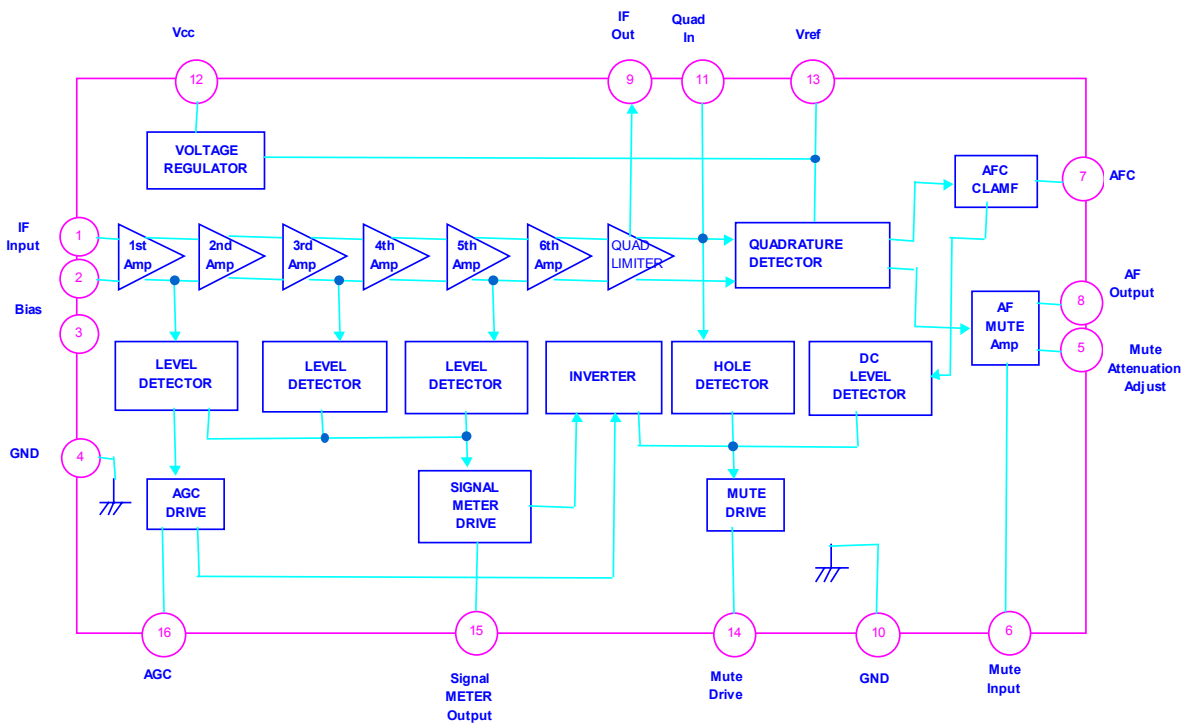 Vcc
IF
Out
Quad
In
Vref
12
9
11
13
VOLTAGE
REGULATOR
AFC
CLAMF
7
AFC
IF
Input
1
1st
Amp
2nd
Amp
3rd
Amp
4th
Amp
5th
Amp
6th
Amp
QUAD
LIMITER
QUADRATURE
DETECTOR
2
Bias
3
AF
MUTE
Amp
8
AF
Output
5
Mute
Attenuation
Adjust
LEVEL
DETECTOR
LEVEL
DETECTOR
LEVEL
DETECTOR
INVERTER
HOLE
DETECTOR
DC
LEVEL
DETECTOR
GND
4
AGC
DRIVE
SIGNAL
METER
DRIVE
MUTE
DRIVE
16
15
14
10
6
AGC
Signal
METER
Output
Mute
Drive
GND
Mute
Input